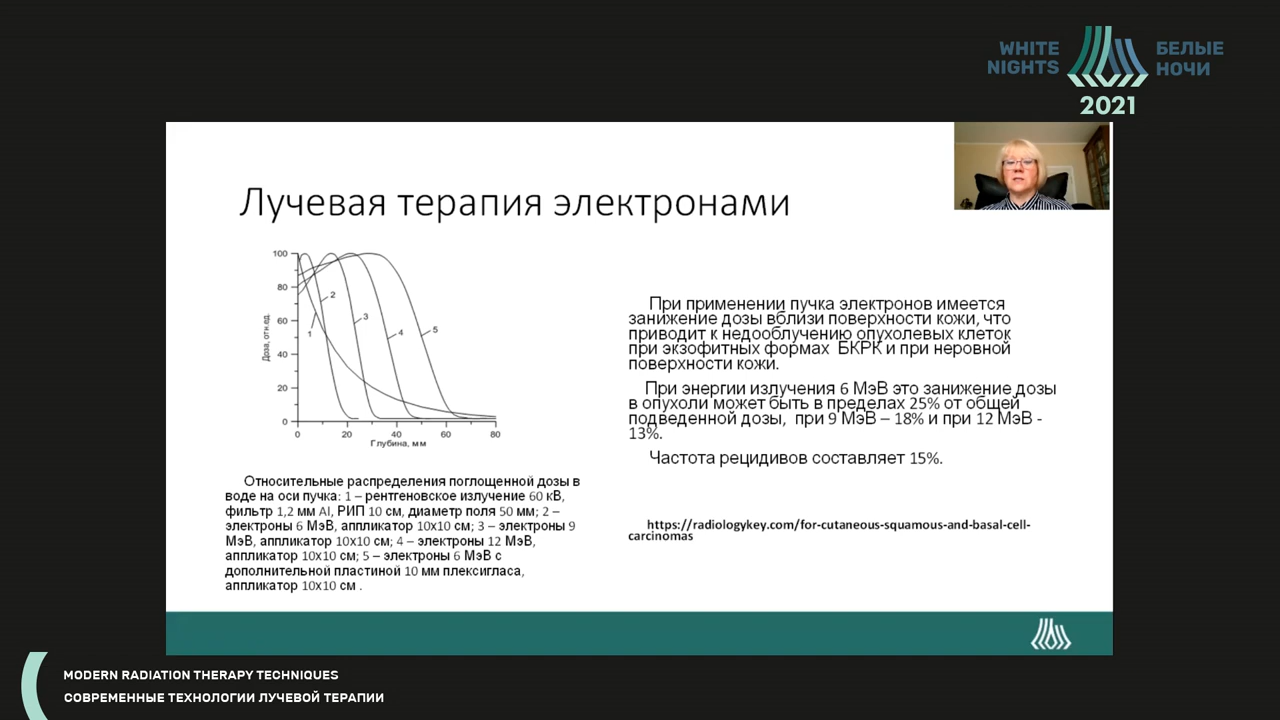 WHITE
NIGHTS
БЕЛЫЕ
НОЧИ
2021
Лучевая терапия электронами
100
80
60
40
20
0
Доза, отн.ед.
1
2
3
4
5
0
20
40
60
80
Глубина, мм
Относительные распределения поглощенной дозы в
воде на оси пучка: 1 – рентгеновское излучение 60 кВ,
фильтр 1,2 мм Al, РИП 10 см, диаметр поля 50 мм; 2 –
электроны 6 МэВ, аппликатор 10x10 см; 3 – электроны 9
МэВ, аппликатор 10x10 см; 4 – электроны 12 МэВ,
аппликатор 10x10 см; 5 – электроны 6 МэВ с
дополнительной пластиной 10 мм плексигласа,
аппликатор 10x10 см .
При применении пучка электронов имеется
занижение дозы вблизи поверхности кожи, что
приводит к недооблучению опухолевых клеток
при экзофитных формах БКРК и при неровной
поверхности кожи.
При энергии излучения 6 МэВ это занижение дозы
в опухоли может быть в пределах 25% от общей
подведенной дозы, при 9 МэВ – 18% и при 12 МэВ -
13%.
Частота рецидивов составляет 15%.
https://radiologykey.com/for-cutaneous-squamous-and-basal-cell-
carcinomas
MODERN RADIATION THERAPY TECHNIQUES
СОВРЕМЕННЫЕ ТЕХНОЛОГИИ ЛУЧЕВОЙ ТЕРАПИИ